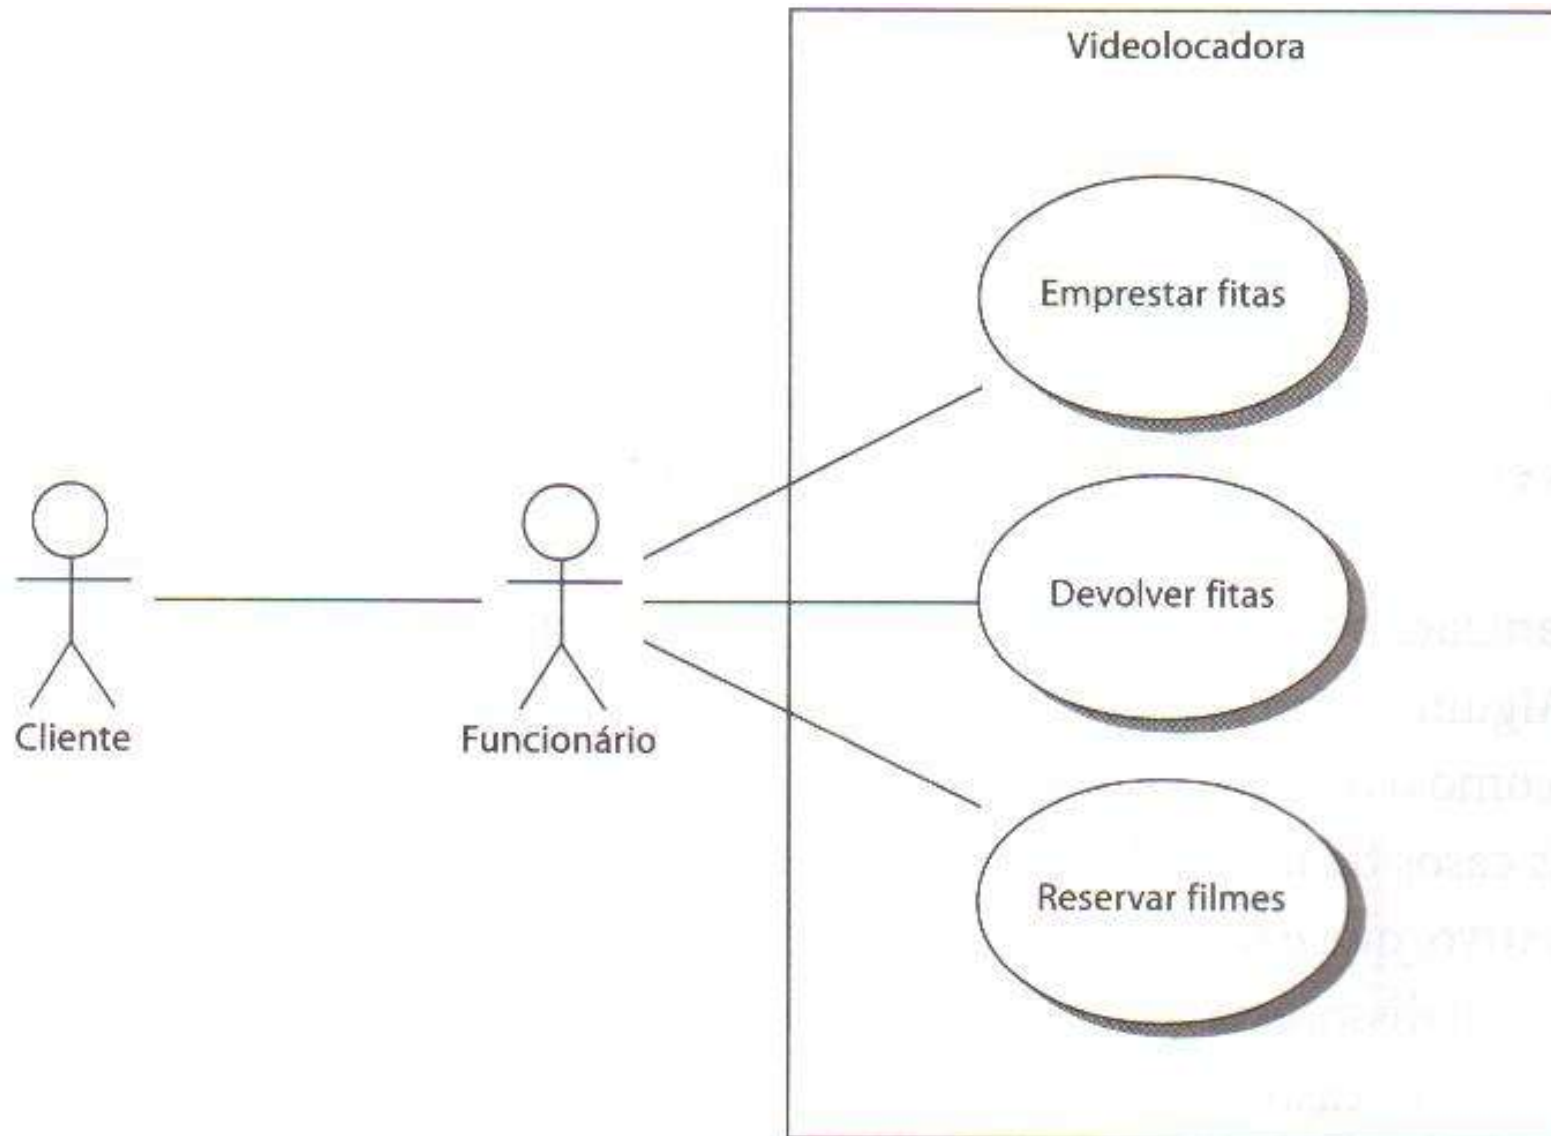 Videolocadora
Emprestar fitas
Devolver fitas
Reservar filmes
Cliente
Funcionário